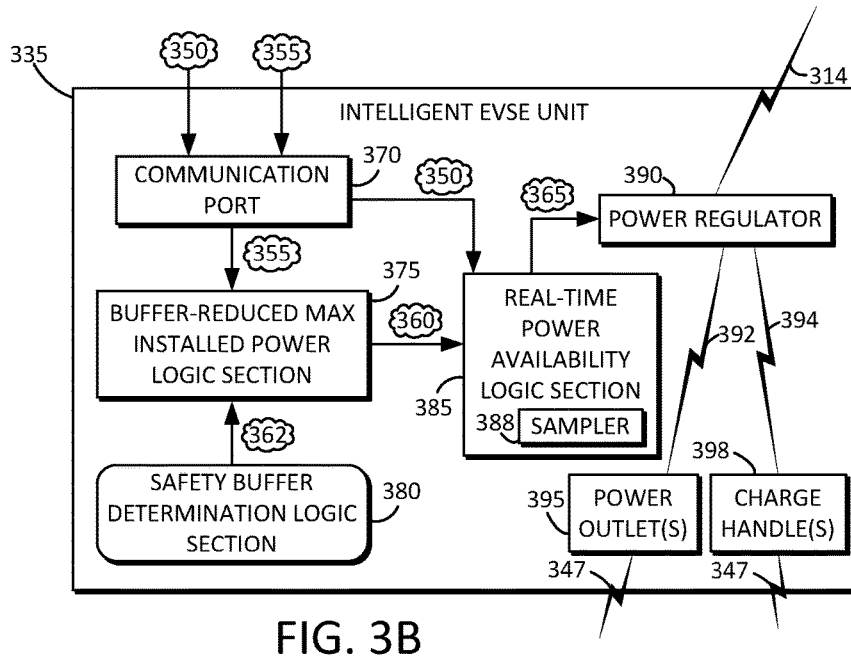 350
355
335
314
INTELLIGENT EVSE UNIT
COMMUNICATION
PORT
370
350
365
390
POWER REGULATOR
355
375
BUFFER-REDUCED MAX
INSTALLED POWER
LOGIC SECTION
360
REAL-TIME
POWER
AVAILABILITY
LOGIC SECTION
385
388
SAMPLER
392
394
362
SAFETY BUFFER
DETERMINATION LOGIC
SECTION
380
395
POWER
OUTLET(S)
398
CHARGE
HANDLE(S)
347
347
FIG. 3B